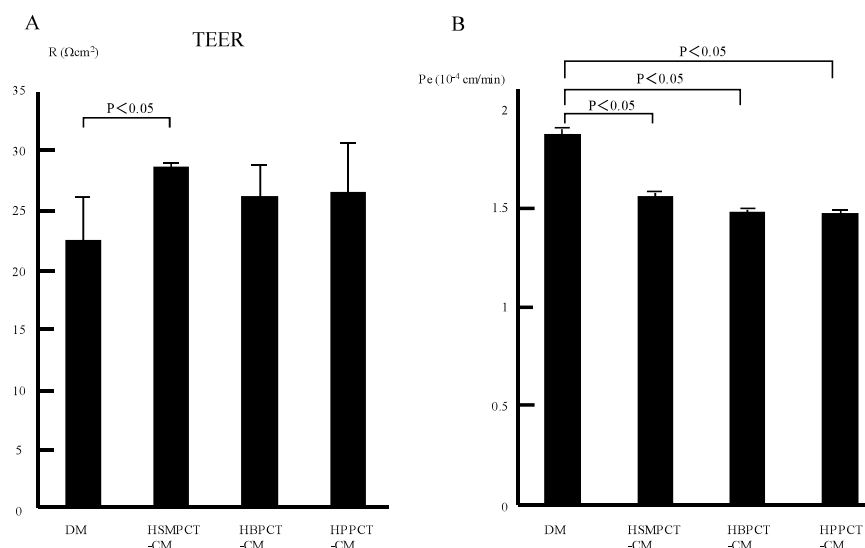 A
TEER
R (Ωcm²)
35
30
25
20
15
10
5
0
P<0.05
DM
HSMPCT
-CM
HBPCT
-CM
HPPCT
-CM
B
Pe (10⁻⁴ cm/min)
2
1.5
1
0.5
0
P<0.05
P<0.05
P<0.05
DM
HSMPCT
-CM
HBPCT
-CM
HPPCT
-CM